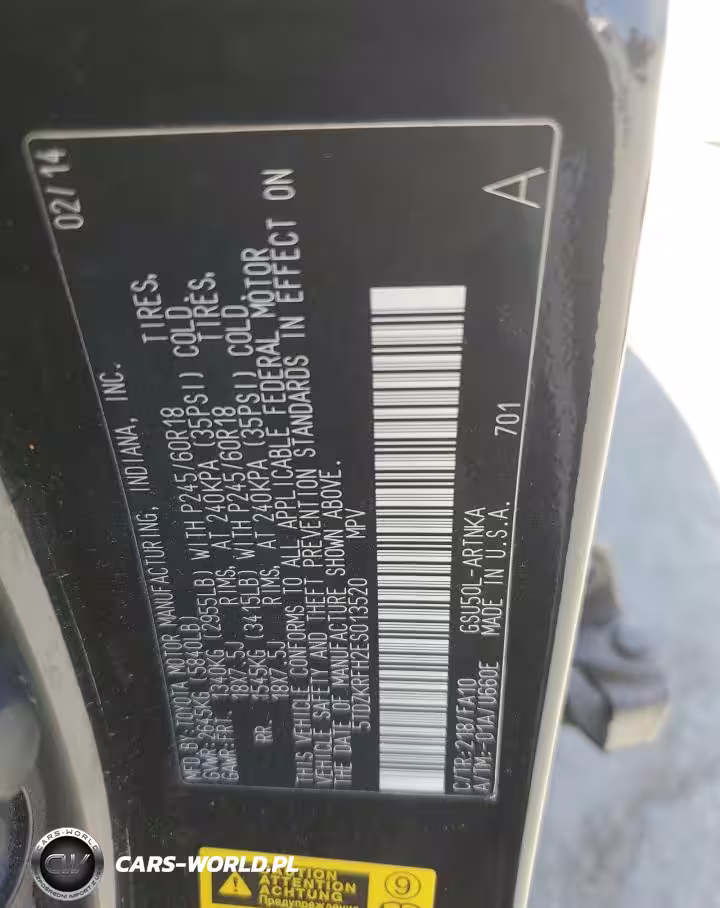 02/14
MFD. BY: TOYOTA MOTOR MANUFACTURING, INDIANA, INC.
GVWR: 2645KG (5840LB)
GAWR: FRT. 1340KG (2955LB) WITH P245/60R18 TIRES,
18X7.5J RIMS, AT 240KPA (35PSI) COLD
RR. 1545KG (3415LB) WITH P245/60R18 TIRES,
18X7.5J RIMS, AT 240KPA (35PSI) COLD
THIS VEHICLE CONFORMS TO ALL APPLICABLE FEDERAL MOTOR
VEHICLE SAFETY AND THEFT PREVENTION STANDARDS IN EFFECT ON
THE DATE OF MANUFACTURE SHOWN ABOVE.
5TDZKRFH2ES013520 MPV
C/TR: 218/FA10 GSU50L-ARTNKA 701 A
A/TM: -01A/U660E MADE IN U.S.A.
CAUTION
ATTENTION
ACHTUNG
Предупреждение
CARS-WORLD
CW
CARS-WORLD.PL